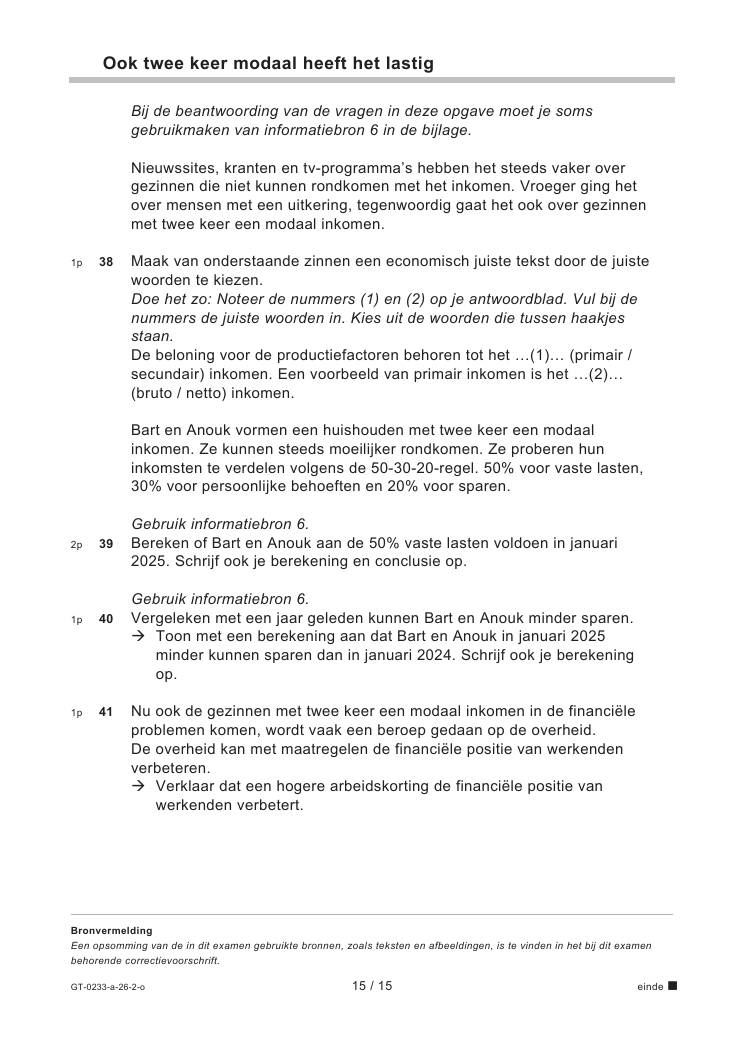 Ook twee keer modaal heeft het lastig
Bij de beantwoording van de vragen in deze opgave moet je soms
gebruikmaken van informatiebron 6 in de bijlage.
Nieuwssites, kranten en tv-programma’s hebben het steeds vaker over
gezinnen die niet kunnen rondkomen met het inkomen. Vroeger ging het
over mensen met een uitkering, tegenwoordig gaat het ook over gezinnen
met twee keer een modaal inkomen.
1p 38 Maak van onderstaande zinnen een economisch juiste tekst door de juiste
woorden te kiezen.
Doe het zo: Noteer de nummers (1) en (2) op je antwoordblad. Vul bij de
nummers de juiste woorden in. Kies uit de woorden die tussen haakjes
staan.
De beloning voor de productiefactoren behoren tot het …(1)… (primair /
secundair) inkomen. Een voorbeeld van primair inkomen is het …(2)…
(bruto / netto) inkomen.
Bart en Anouk vormen een huishouden met twee keer een modaal
inkomen. Ze kunnen steeds moeilijker rondkomen. Ze proberen hun
inkomsten te verdelen volgens de 50-30-20-regel. 50% voor vaste lasten,
30% voor persoonlijke behoeften en 20% voor sparen.
Gebruik informatiebron 6.
2p 39 Bereken of Bart en Anouk aan de 50% vaste lasten voldoen in januari
2025. Schrijf ook je berekening en conclusie op.
Gebruik informatiebron 6.
1p 40 Vergeleken met een jaar geleden kunnen Bart en Anouk minder sparen.
→ Toon met een berekening aan dat Bart en Anouk in januari 2025
minder kunnen sparen dan in januari 2024. Schrijf ook je berekening
op.
1p 41 Nu ook de gezinnen met twee keer een modaal inkomen in de financiële
problemen komen, wordt vaak een beroep gedaan op de overheid.
De overheid kan met maatregelen de financiële positie van werkenden
verbeteren.
→ Verklaar dat een hogere arbeidskorting de financiële positie van
werkenden verbetert.
Bronvermelding
Een opsomming van de in dit examen gebruikte bronnen, zoals teksten en afbeeldingen, is te vinden in het bij dit examen
behorende correctievoorschrift.
GT-0233-a-26-2-o 15 / 15 einde ■